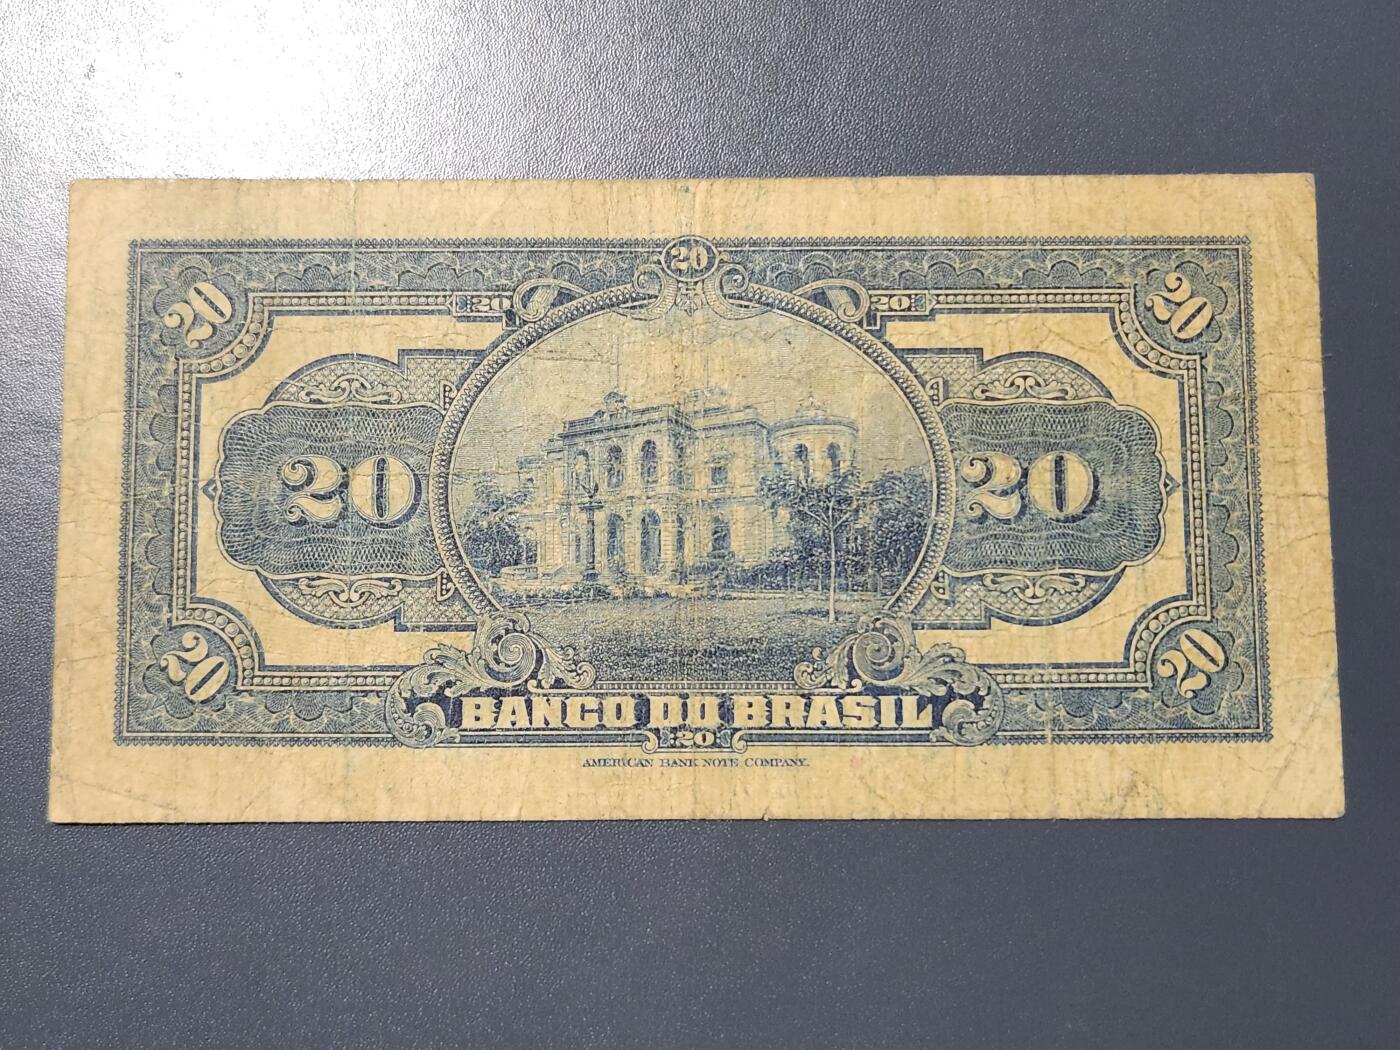 20
20 20 20 20
20 20
BANCO DO BRASIL
20 20 20
AMERICAN BANK NOTE COMPANY.